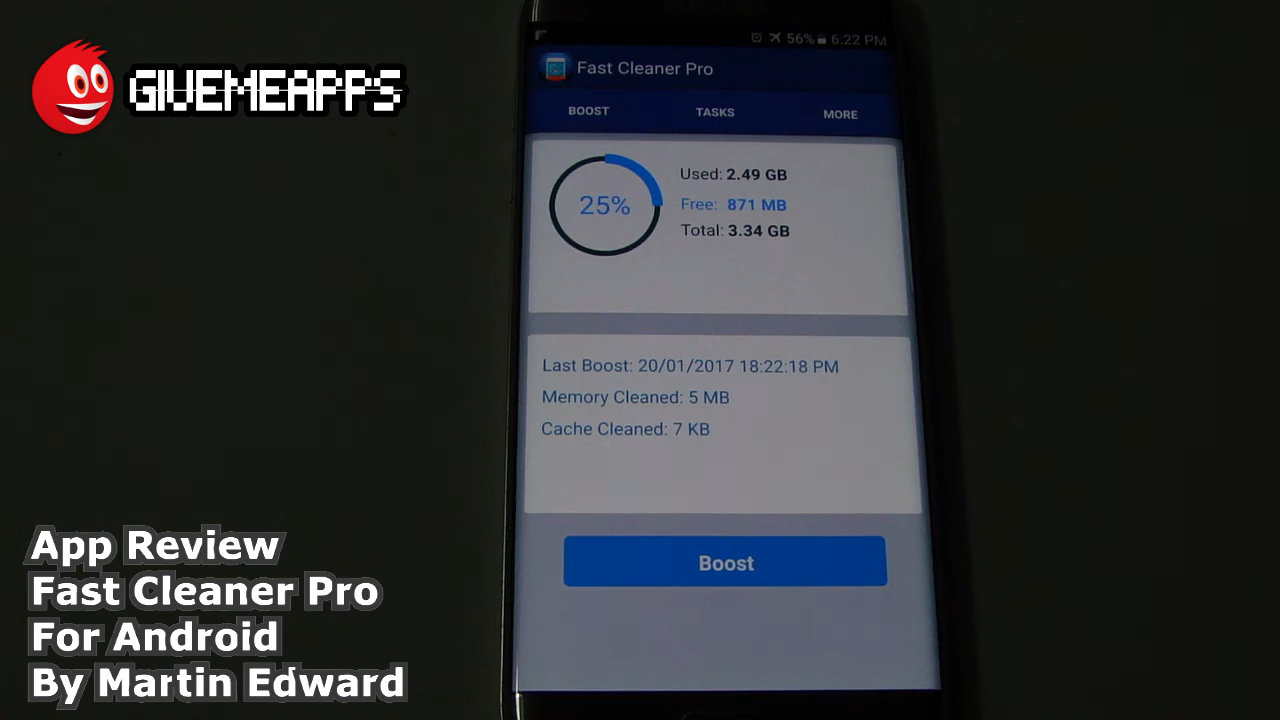 GIVEMEAPPS
56% 6:22 PM
Fast Cleaner Pro
BOOST TASKS MORE
25%
Used: 2.49 GB
Free: 871 MB
Total: 3.34 GB
Last Boost: 20/01/2017 18:22:18 PM
Memory Cleaned: 5 MB
Cache Cleaned: 7 KB
Boost
App Review
Fast Cleaner Pro
For Android
By Martin Edward